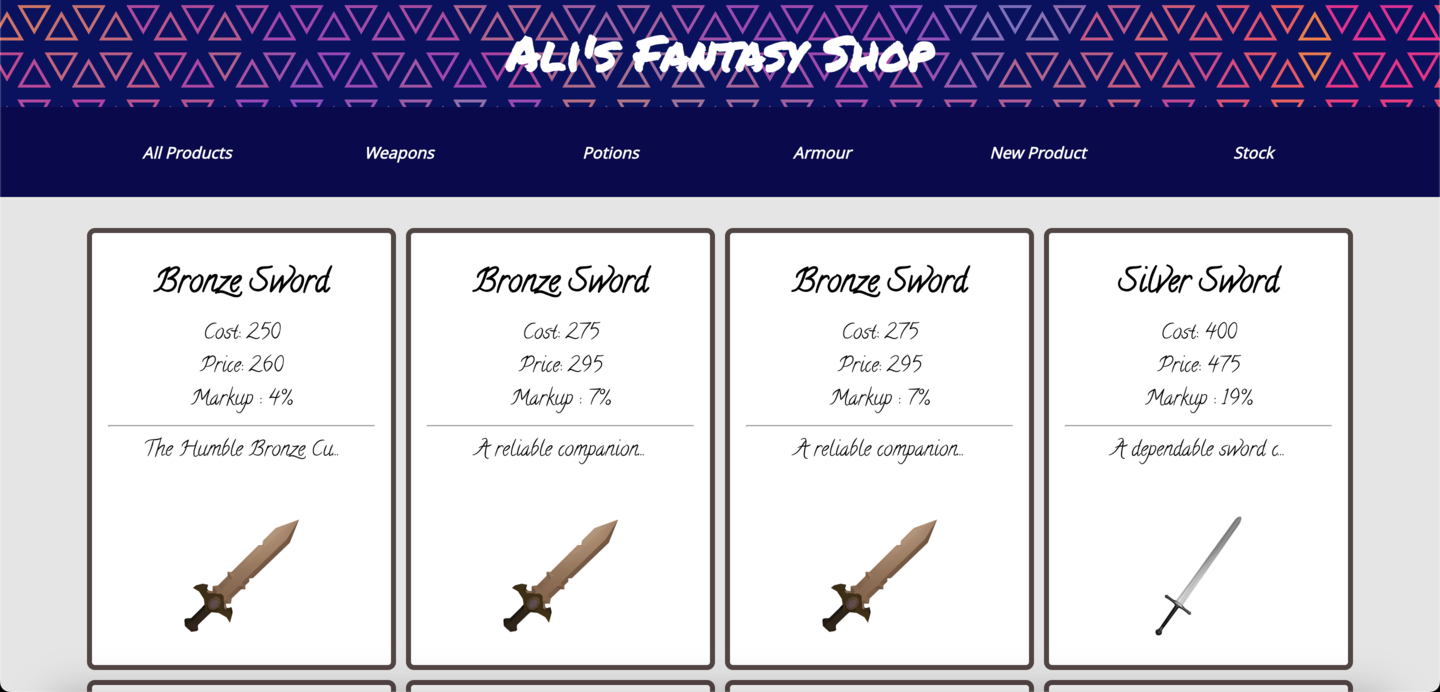 Ali's Fantasy Shop
All Products Weapons Potions Armour New Product Stock
Bronze Sword
Cost: 250
Price: 260
Markup : 4%
The Humble Bronze Cu...
Bronze Sword
Cost: 275
Price: 295
Markup : 7%
A reliable companion...
Bronze Sword
Cost: 275
Price: 295
Markup : 7%
A reliable companion...
Silver Sword
Cost: 400
Price: 475
Markup : 19%
A dependable sword c...